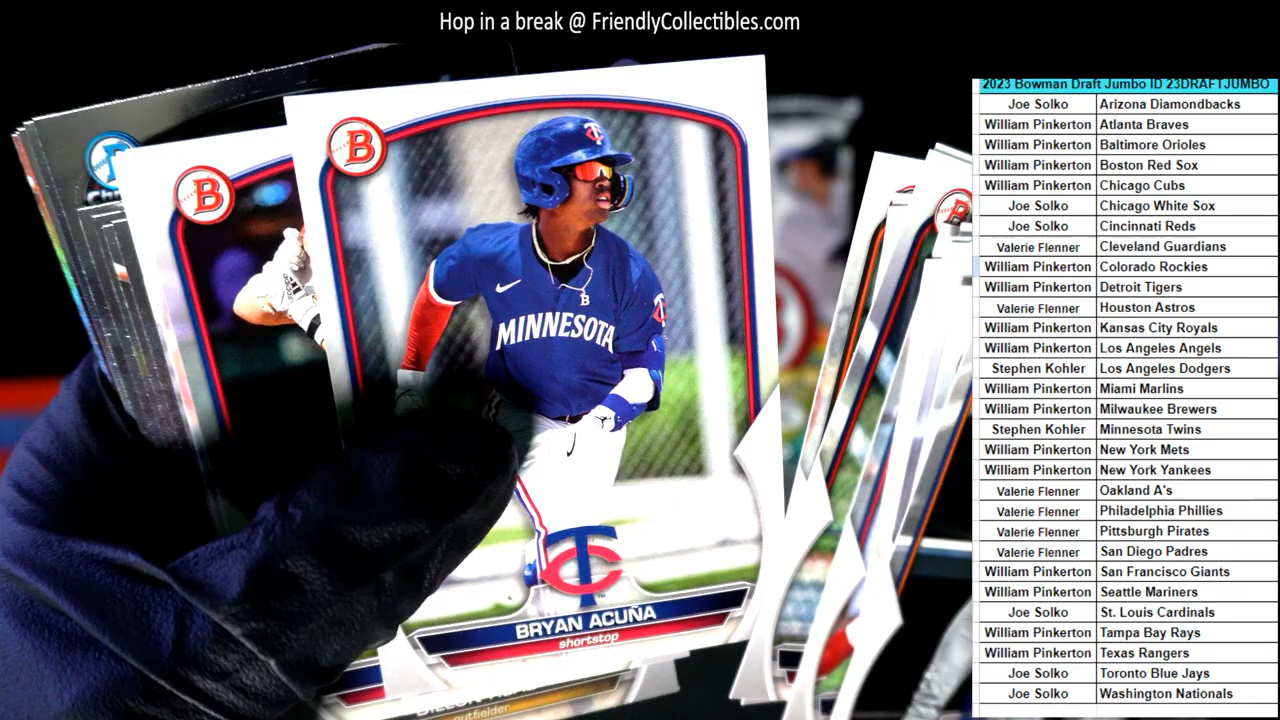 Hop in a break @ FriendlyCollectibles.com
2023 Bowman Draft Jumbo ID 23DRAFTJUMBO
Joe Solko Arizona Diamondbacks
William Pinkerton Atlanta Braves
William Pinkerton Baltimore Orioles
William Pinkerton Boston Red Sox
William Pinkerton Chicago Cubs
Joe Solko Chicago White Sox
Joe Solko Cincinnati Reds
Valerie Flenner Cleveland Guardians
William Pinkerton Colorado Rockies
William Pinkerton Detroit Tigers
Valerie Flenner Houston Astros
William Pinkerton Kansas City Royals
William Pinkerton Los Angeles Angels
Stephen Kohler Los Angeles Dodgers
William Pinkerton Miami Marlins
William Pinkerton Milwaukee Brewers
Stephen Kohler Minnesota Twins
William Pinkerton New York Mets
William Pinkerton New York Yankees
Valerie Flenner Oakland A's
Valerie Flenner Philadelphia Phillies
Valerie Flenner Pittsburgh Pirates
Valerie Flenner San Diego Padres
William Pinkerton San Francisco Giants
William Pinkerton Seattle Mariners
Joe Solko St. Louis Cardinals
William Pinkerton Tampa Bay Rays
William Pinkerton Texas Rangers
Joe Solko Toronto Blue Jays
Joe Solko Washington Nationals
B
B
B
MINNESOTA
TC
BRYAN ACUÑA
shortstop
outfielder